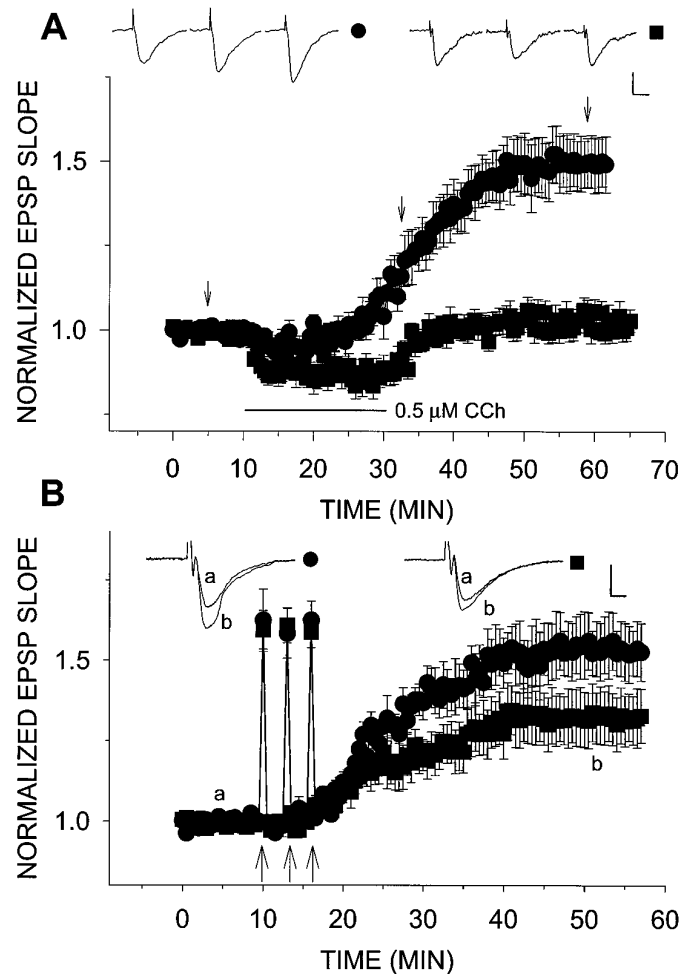 A
NORMALIZED EPSP SLOPE
1.5
1.0
0.5 µM CCh
0 10 20 30 40 50 60 70
TIME (MIN)
B
NORMALIZED EPSP SLOPE
a
b
a
b
1.5
1.0
a
b
0 10 20 30 40 50 60
TIME (MIN)